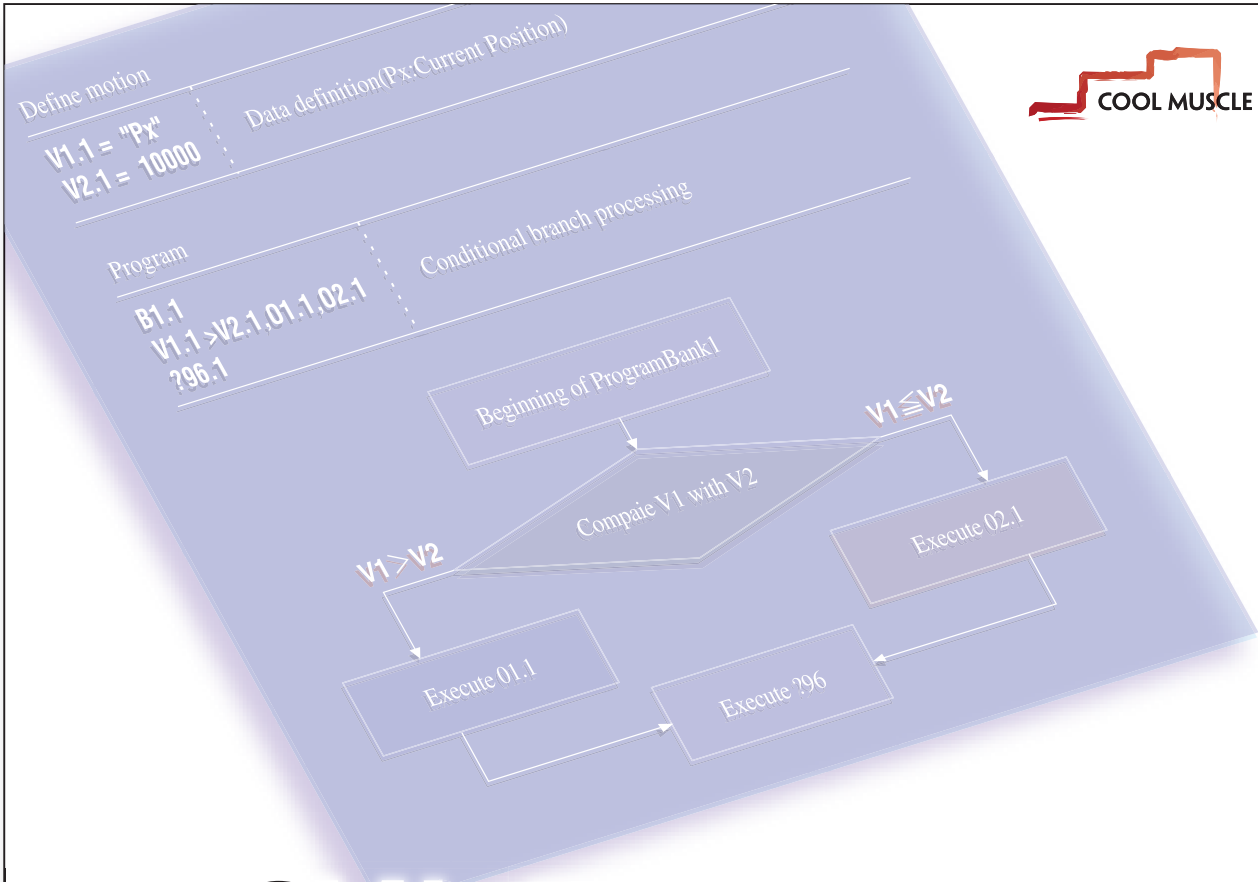 COOL MUSCLE
Define motion
V1.1 = "Px"
V2.1 = 10000
Data definition(Px:Current Position)
Program
B1.1
V1.1 >V2.1,O1.1,O2.1
?96.1
Conditional branch processing
Beginning of ProgramBank1
Compaie V1 with V2
V1≦V2
V1>V2
Execute 02.1
Execute 01.1
Execute ?96